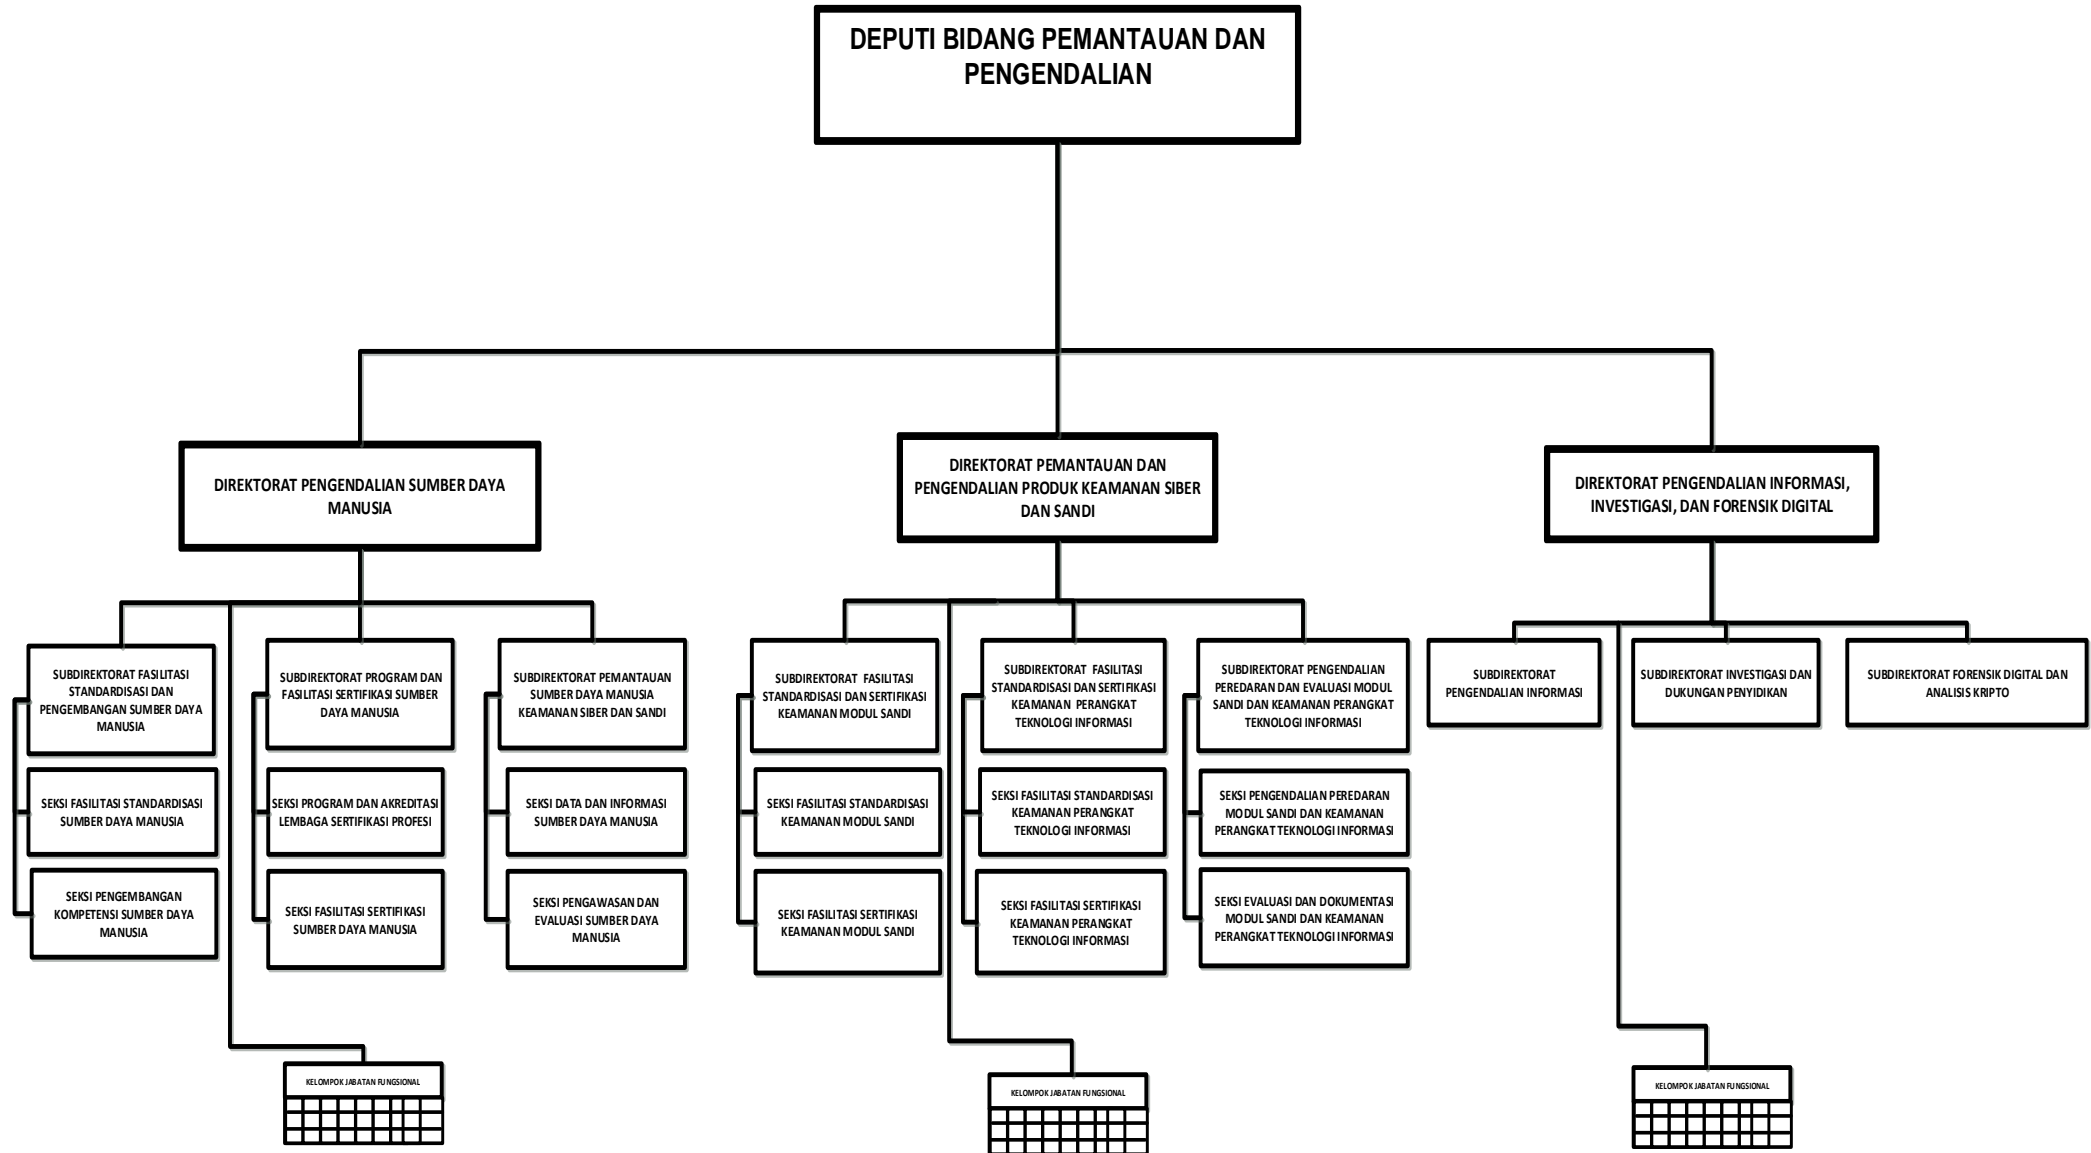 DEPUTI BIDANG PEMANTAUAN DAN
PENGENDALIAN
DIREKTORAT PENGENDALIAN SUMBER DAYA
MANUSIA
DIREKTORAT PEMANTAUAN DAN
PENGENDALIAN PRODUK KEAMANAN SIBER
DAN SANDI
DIREKTORAT PENGENDALIAN INFORMASI,
INVESTIGASI, DAN FORENSIK DIGITAL
SUBDIREKTORAT FASILITASI
STANDARDISASI DAN
PENGEMBANGAN SUMBER DAYA
MANUSIA
SUBDIREKTORAT PROGRAM DAN
FASILITASI SERTIFIKASI SUMBER
DAYA MANUSIA
SUBDIREKTORAT PEMANTAUAN
SUMBER DAYA MANUSIA
KEAMANAN SIBER DAN SANDI
SUBDIREKTORAT FASILITASI
STANDARDISASI DAN SERTIFIKASI
KEAMANAN MODUL SANDI
SUBDIREKTORAT FASILITASI
STANDARDISASI DAN SERTIFIKASI
KEAMANAN PERANGKAT
TEKNOLOGI INFORMASI
SUBDIREKTORAT PENGENDALIAN
PEREDARAN DAN EVALUASI MODUL
SANDI DAN KEAMANAN PERANGKAT
TEKNOLOGI INFORMASI
SUBDIREKTORAT
PENGENDALIAN INFORMASI
SUBDIREKTORAT INVESTIGASI DAN
DUKUNGAN PENYIDIKAN
SUBDIREKTORAT FORENSIK DIGITAL DAN
ANALISIS KRIPTO
SEKSI FASILITASI STANDARDISASI
SUMBER DAYA MANUSIA
SEKSI PROGRAM DAN AKREDITASI
LEMBAGA SERTIFIKASI PROFESI
SEKSI DATA DAN INFORMASI
SUMBER DAYA MANUSIA
SEKSI FASILITASI STANDARDISASI
KEAMANAN MODUL SANDI
SEKSI FASILITASI STANDARDISASI
KEAMANAN PERANGKAT
TEKNOLOGI INFORMASI
SEKSI PENGENDALIAN PEREDARAN
MODUL SANDI DAN KEAMANAN
PERANGKAT TEKNOLOGI INFORMASI
SEKSI PENGEMBANGAN
KOMPETENSI SUMBER DAYA
MANUSIA
SEKSI FASILITASI SERTIFIKASI
SUMBER DAYA MANUSIA
SEKSI PENGAWASAN DAN
EVALUASI SUMBER DAYA
MANUSIA
SEKSI FASILITASI SERTIFIKASI
KEAMANAN MODUL SANDI
SEKSI FASILITASI SERTIFIKASI
KEAMANAN PERANGKAT
TEKNOLOGI INFORMASI
SEKSI EVALUASI DAN DOKUMENTASI
MODUL SANDI DAN KEAMANAN
PERANGKAT TEKNOLOGI INFORMASI
KELOMPOK JABATAN FUNGSIONAL
KELOMPOK JABATAN FUNGSIONAL
KELOMPOK JABATAN FUNGSIONAL